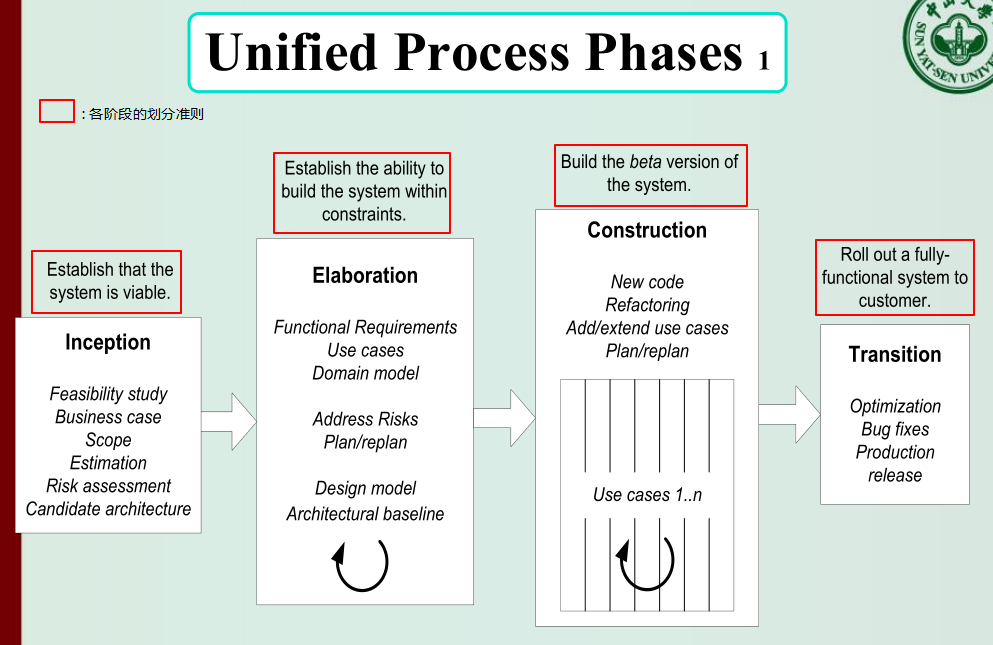 Unified Process Phases 1
中山大學
SUN YAT-SEN UNIV
: 各阶段的划分准则
Establish that the
system is viable.
Inception
Feasibility study
Business case
Scope
Estimation
Risk assessment
Candidate architecture
Establish the ability to
build the system within
constraints.
Elaboration
Functional Requirements
Use cases
Domain model
Address Risks
Plan/replan
Design model
Architectural baseline
Build the beta version of
the system.
Construction
New code
Refactoring
Add/extend use cases
Plan/replan
Use cases 1..n
Roll out a fully-
functional system to
customer.
Transition
Optimization
Bug fixes
Production
release